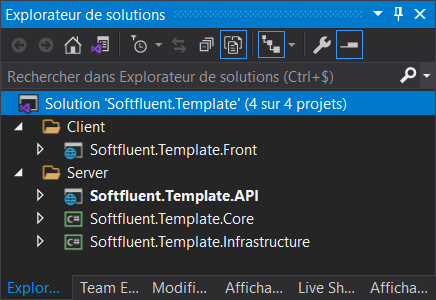 Explorateur de solutions
Rechercher dans Explorateur de solutions (Ctrl+$)
Solution 'Softfluent.Template' (4 sur 4 projets)
Client
Softfluent.Template.Front
Server
Softfluent.Template.API
C# Softfluent.Template.Core
C# Softfluent.Template.Infrastructure
Explor... Team E... Modifi... Afficha... Live Sh... Afficha...